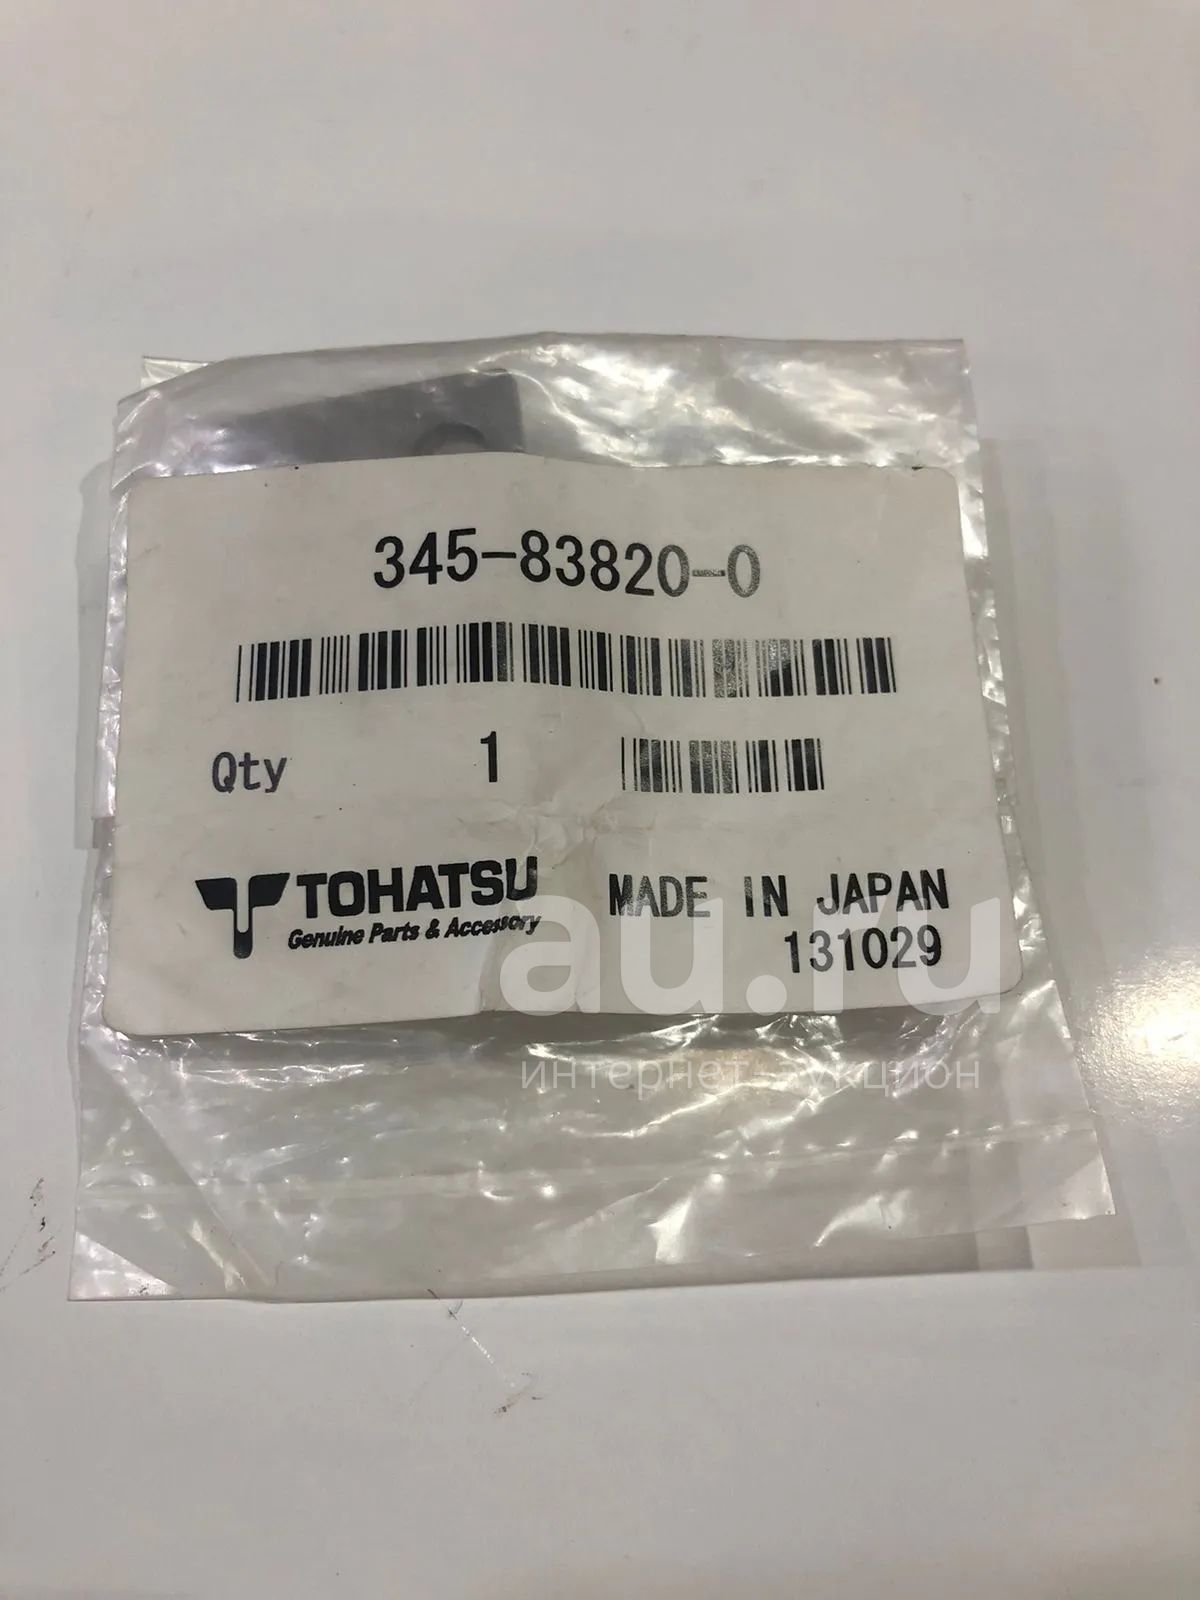 345-83820-0
Qty 1
TOHATSU
Genuine Parts & Accessory
MADE IN JAPAN
131029
au.ru
интернет-аукцион